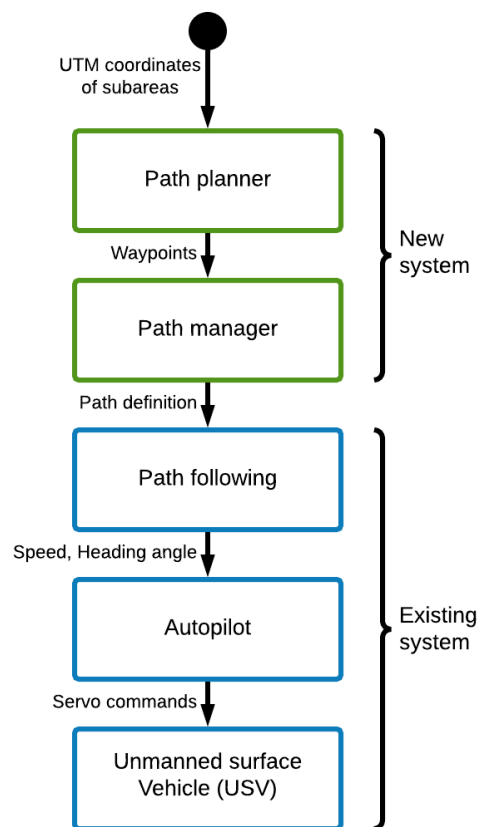 UTM coordinates
of subareas
Path planner
New
system
Waypoints
Path manager
Path definition
Path following
Speed, Heading angle
Existing
system
Autopilot
Servo commands
Unmanned surface
Vehicle (USV)